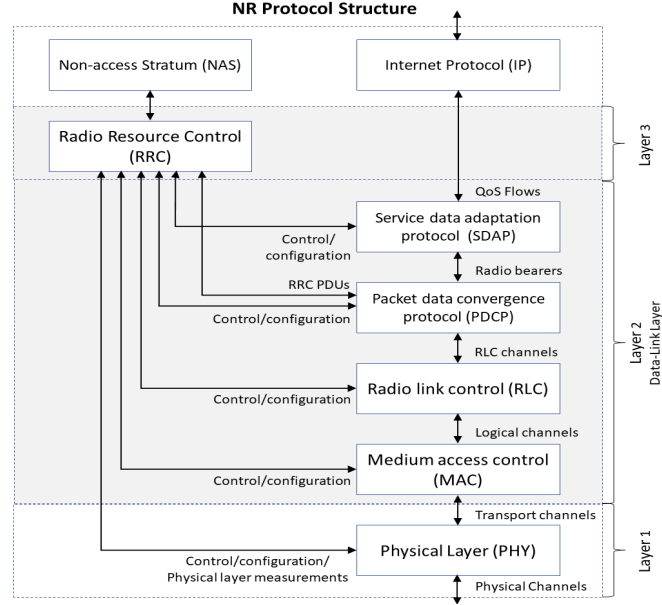 NR Protocol Structure
Non-access Stratum (NAS)
Internet Protocol (IP)
Radio Resource Control
(RRC)
Layer 3
QoS Flows
Service data adaptation
protocol (SDAP)
Control/
configuration
Radio bearers
RRC PDUs
Packet data convergence
protocol (PDCP)
Control/configuration
RLC channels
Layer 2
Data-Link Layer
Radio link control (RLC)
Control/configuration
Logical channels
Medium access control
(MAC)
Control/configuration
Transport channels
Physical Layer (PHY)
Layer 1
Control/configuration/
Physical layer measurements
Physical Channels